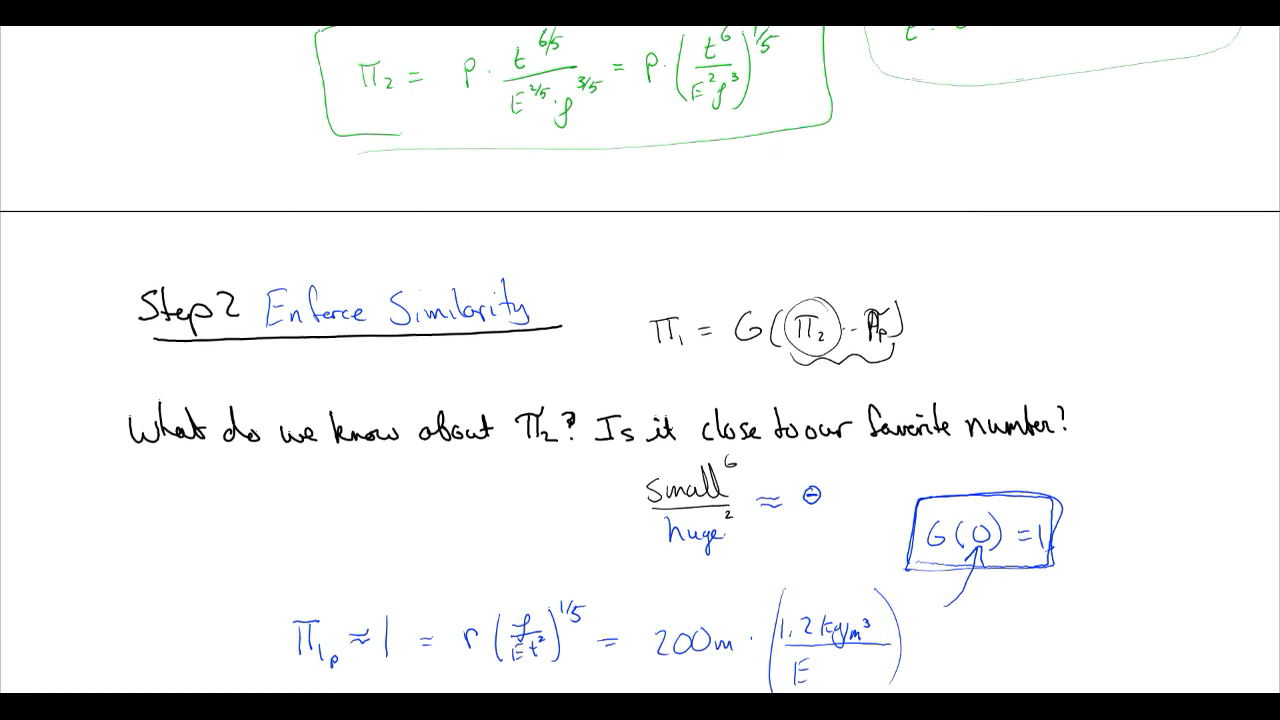 Π₂ = P · t^{6/5} / (E^{2/5} · ρ^{3/5}) = P · (t⁶ / (E² ρ³))^{1/5}
Step 2 Enforce Similarity
Π₁ = G(Π₂ .. Πₚ)
What do we know about Π₂? Is it close to our favorite number?
small⁶ / huge² ≈ 0
G(0) = 1
Π₁ₚ ≈ 1 = r (ρ / (E t²))^{1/5} = 200m · (1.2 kg/m³ / E)